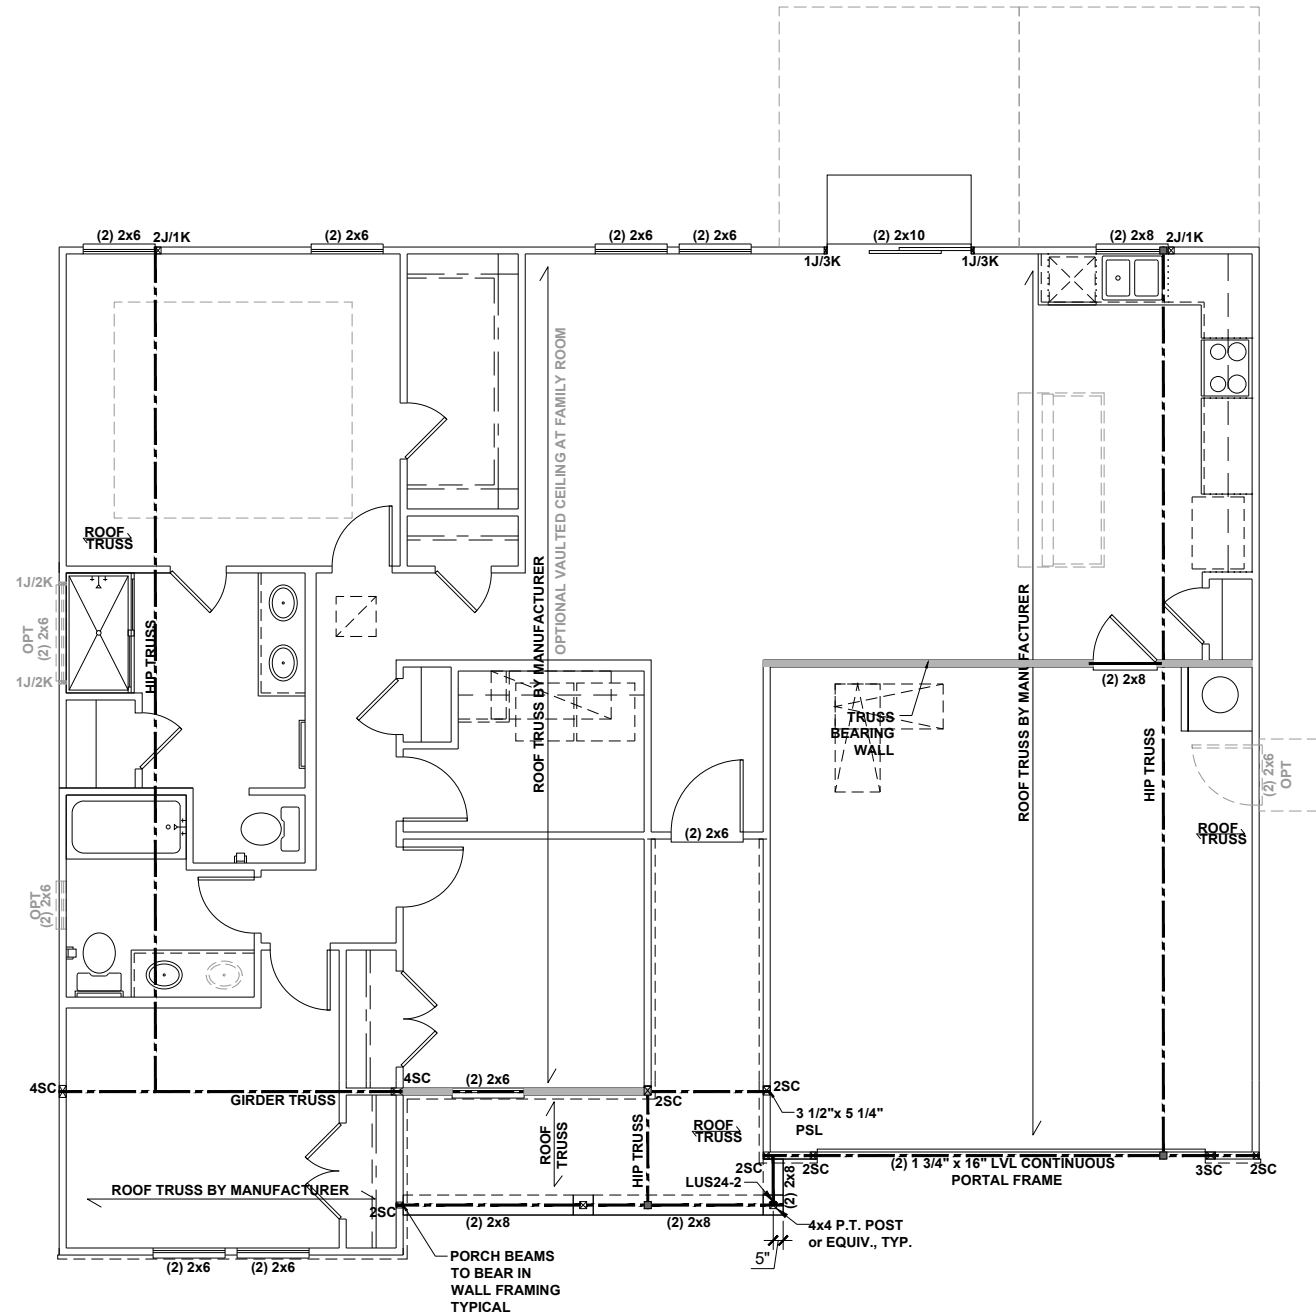 (2) 2x6
2J/1K
(2) 2x6
(2) 2x6
(2) 2x6
(2) 2x10
(2) 2x8
2J/1K
1J/3K
1J/3K
OPTIONAL VAULTED CEILING AT FAMILY ROOM
ROOF
TRUSS
1J/2K
OPT
(2) 2x6
1J/2K
HIP TRUSS
ROOF TRUSS BY MANUFACTURER
ROOF TRUSS BY MANUFACTURER
(2) 2x8
TRUSS
BEARING
WALL
HIP TRUSS
(2) 2x6
OPT
ROOF
TRUSS
(2) 2x6
OPT
(2) 2x6
4SC
GIRDER TRUSS
4SC
(2) 2x6
2SC
2SC
3 1/2"x 5 1/4"
PSL
ROOF
TRUSS
HIP TRUSS
ROOF
TRUSS
2SC
2SC
(2) 1 3/4" x 16" LVL CONTINUOUS
PORTAL FRAME
3SC
2SC
LUS24-2
(2) 2x8
ROOF TRUSS BY MANUFACTURER
2SC
(2) 2x8
(2) 2x8
4x4 P.T. POST
or EQUIV., TYP.
5"
PORCH BEAMS
TO BEAR IN
WALL FRAMING
TYPICAL
(2) 2x6
(2) 2x6